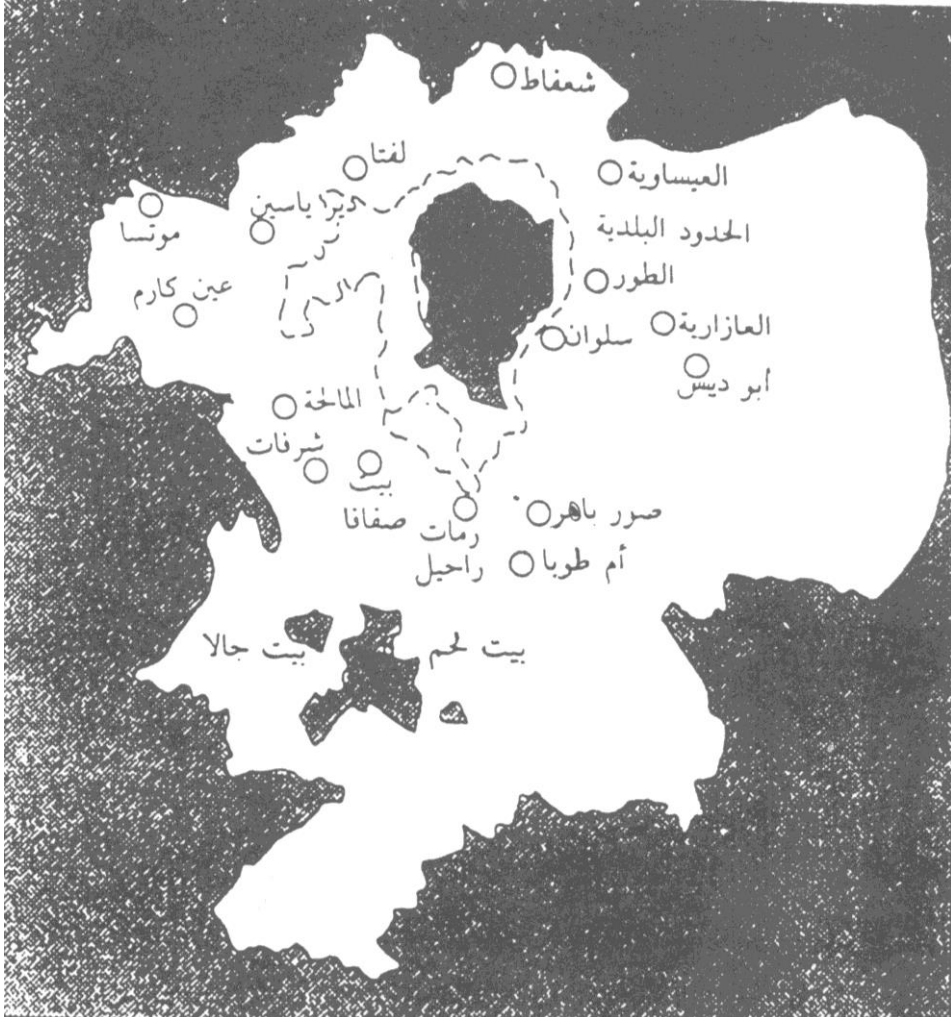 شعفاط
لفتا
العيساوية
دير ياسين
موتسا
الحدود البلدية
عين كارم
الطور
العازارية
سلوان
أبو ديس
المالحة
شرفات
بيت
صفافا
رمات
راحيل
صور باهر
أم طوبا
بيت جالا
بيت لحم